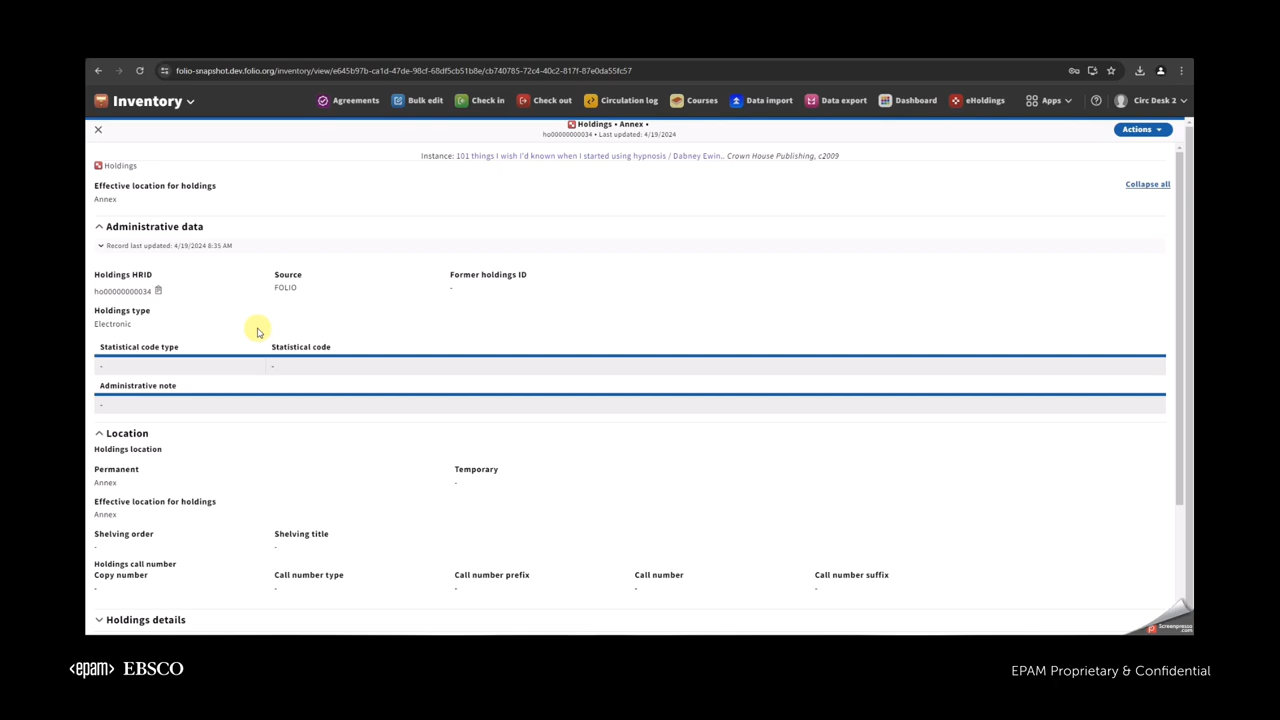 folio-snapshot.dev.folio.org/inventory/view/e645b97b-ca1d-47de-98cf-68df5cb51b8e/cb740785-72c4-40c2-817f-87e0da55fc57
Inventory Agreements Bulk edit Check in Check out Circulation log Courses Data import Data export Dashboard eHoldings Apps Circ Desk 2
Holdings • Annex •
ho00000000034 • Last updated: 4/19/2024
Actions
Instance: 101 things I wish I'd known when I started using hypnosis / Dabney Ewin... Crown House Publishing, c2009
Holdings
Effective location for holdings
Collapse all
Annex
Administrative data
Record last updated: 4/19/2024 8:35 AM
Holdings HRID Source Former holdings ID
ho00000000034 FOLIO -
Holdings type
Electronic
Statistical code type Statistical code
- -
Administrative note
-
Location
Holdings location
Permanent Temporary
Annex -
Effective location for holdings
Annex
Shelving order Shelving title
- -
Holdings call number
Copy number Call number type Call number prefix Call number Call number suffix
- - - - -
Holdings details
Screenpresso
.com
<epam> EBSCO
EPAM Proprietary & Confidential